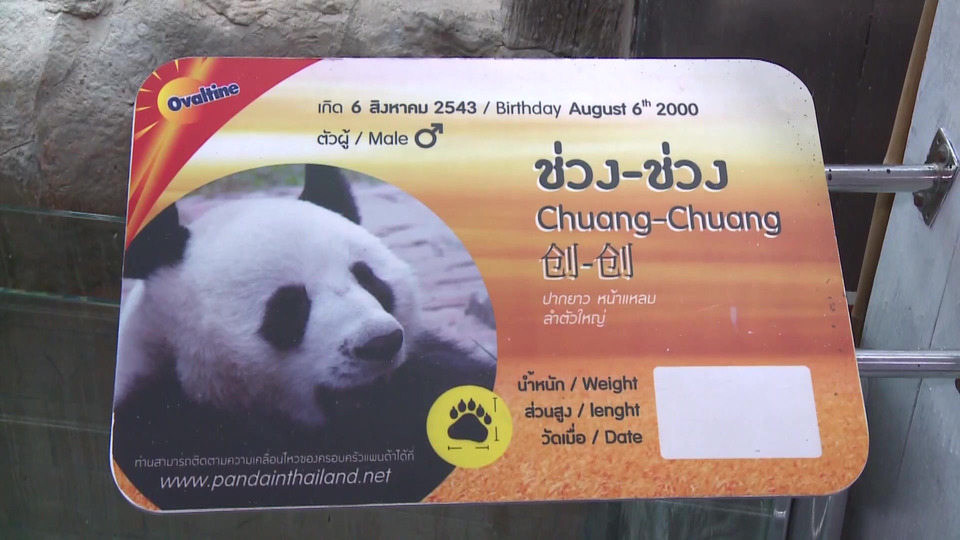 Ovaltine
เกิด 6 สิงหาคม 2543 / Birthday August 6th 2000
ตัวผู้ / Male ♂
ช่วง-ช่วง
Chuang-Chuang
创-创
ปากยาว หน้าแหลม
ลำตัวใหญ่
น้ำหนัก / Weight
ส่วนสูง / lenght
วัดเมื่อ / Date
ท่านสามารถติดตามความเคลื่อนไหวของครอบครัวแพนด้าได้ที่
www.pandainthailand.net